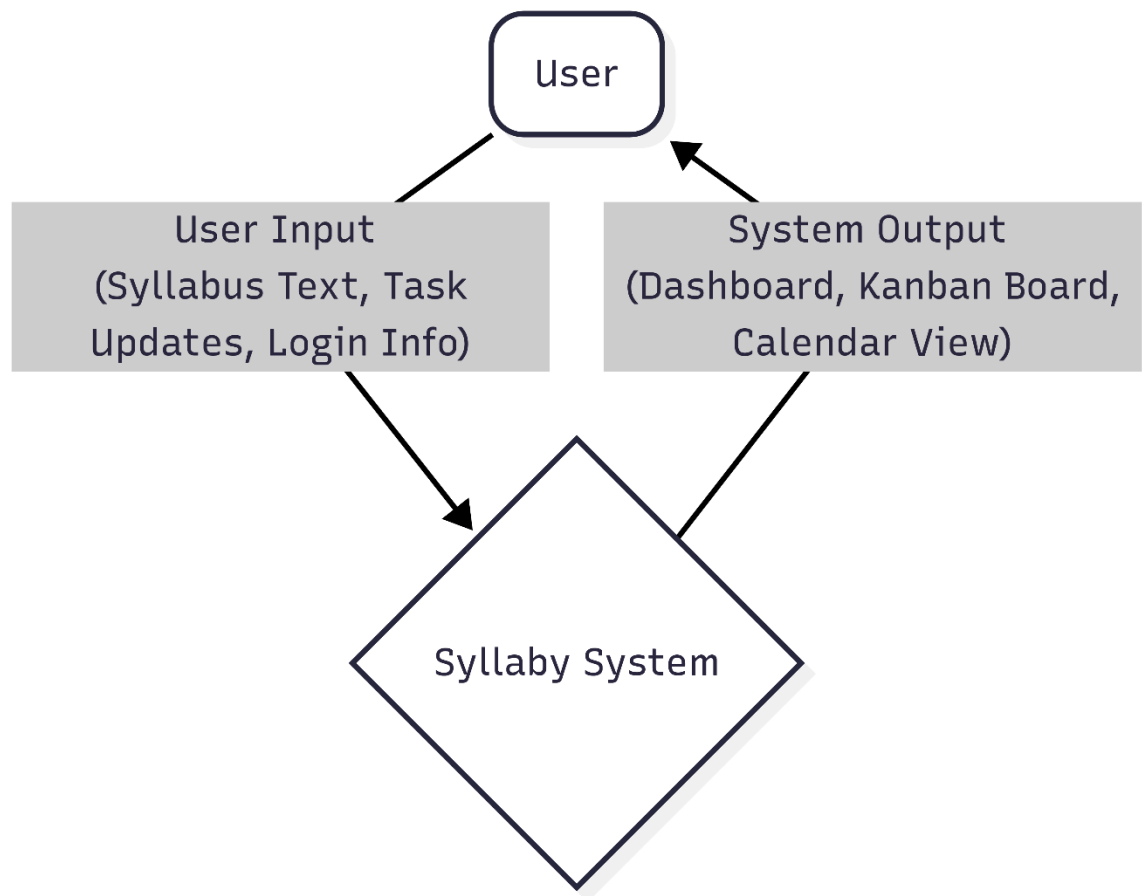 User
User Input
(Syllabus Text, Task
Updates, Login Info)
System Output
(Dashboard, Kanban Board,
Calendar View)
Syllaby System